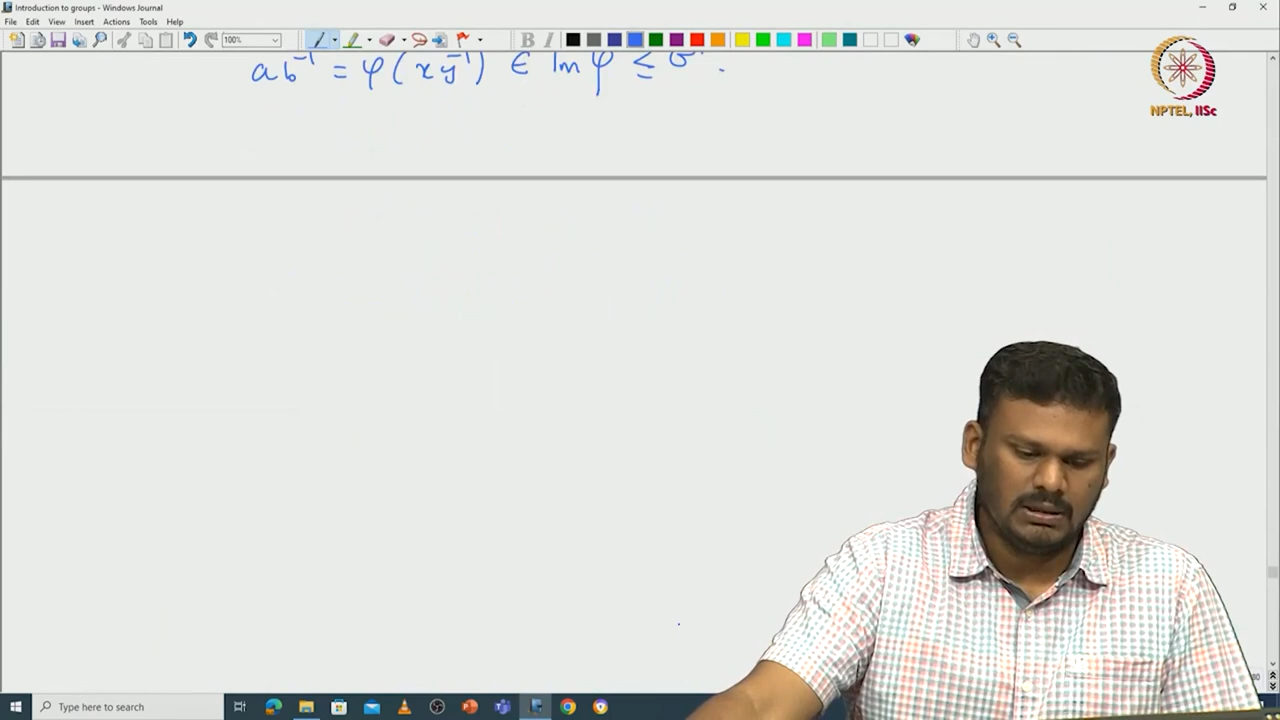 Introduction to groups - Windows Journal
File Edit View Insert Actions Tools Help
100%
B I
ab⁻¹ = φ(xy⁻¹) ∈ Im φ ≤
NPTEL, IISc
80
Type here to search